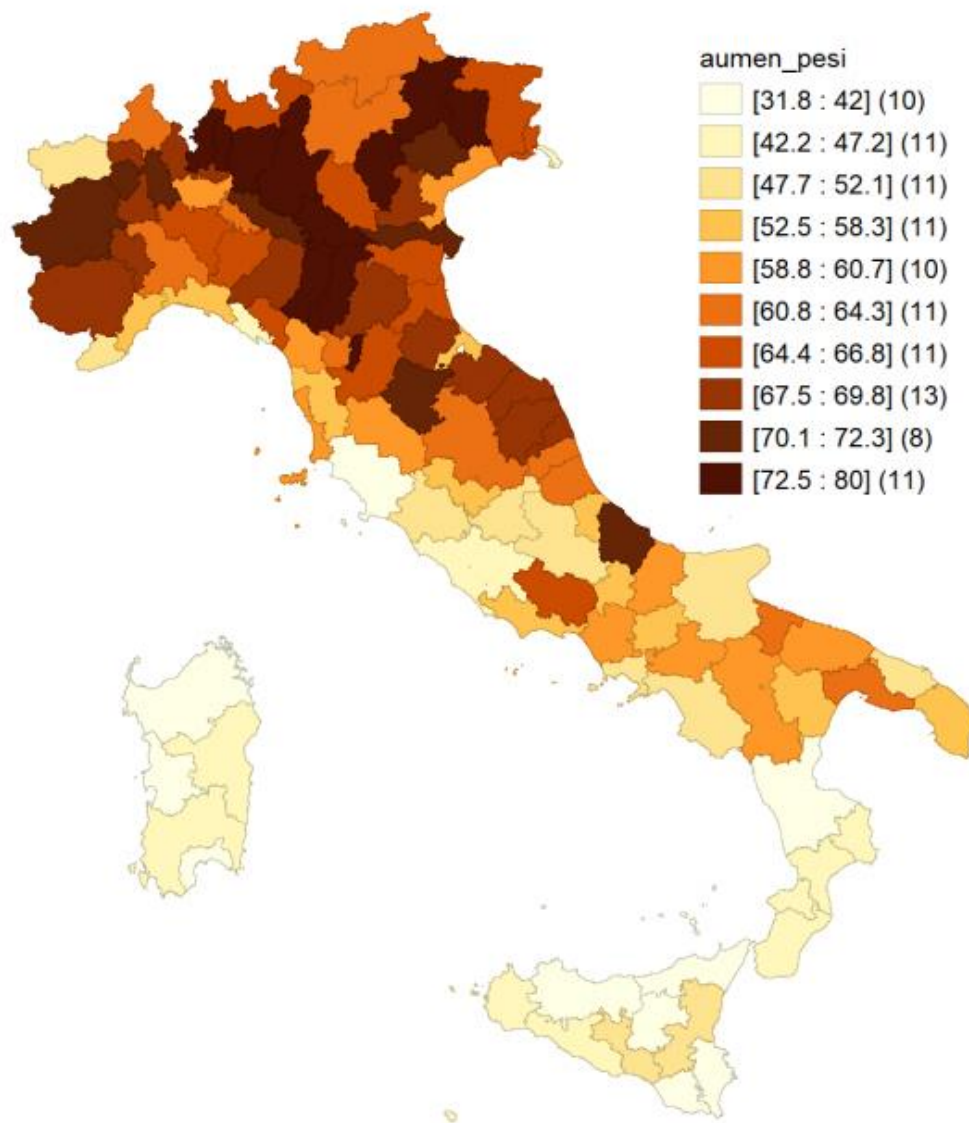 aumen_pesi
[31.8 : 42] (10)
[42.2 : 47.2] (11)
[47.7 : 52.1] (11)
[52.5 : 58.3] (11)
[58.8 : 60.7] (10)
[60.8 : 64.3] (11)
[64.4 : 66.8] (11)
[67.5 : 69.8] (13)
[70.1 : 72.3] (8)
[72.5 : 80] (11)